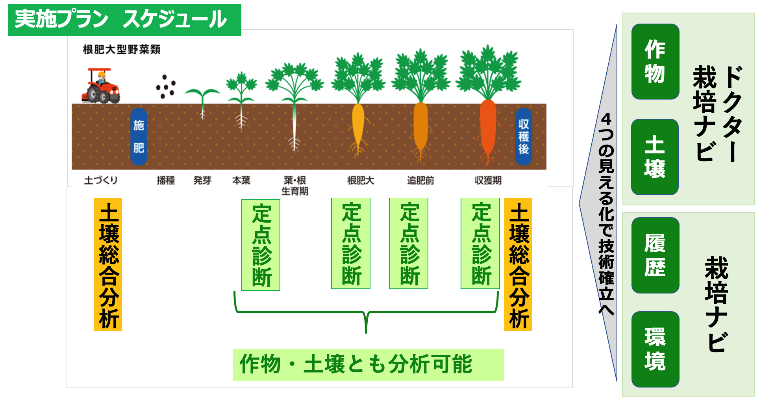 実施プラン　スケジュール
根肥大型野菜類
施肥
収穫後
土づくり
播種
発芽
本葉
葉・根
生育期
根肥大
追肥前
収獲期
土壌総合分析
定点診断
定点診断
定点診断
定点診断
土壌総合分析
作物・土壌とも分析可能
4つの見える化で技術確立へ
作物
土壌
ドクター
栽培ナビ
履歴
環境
栽培ナビ